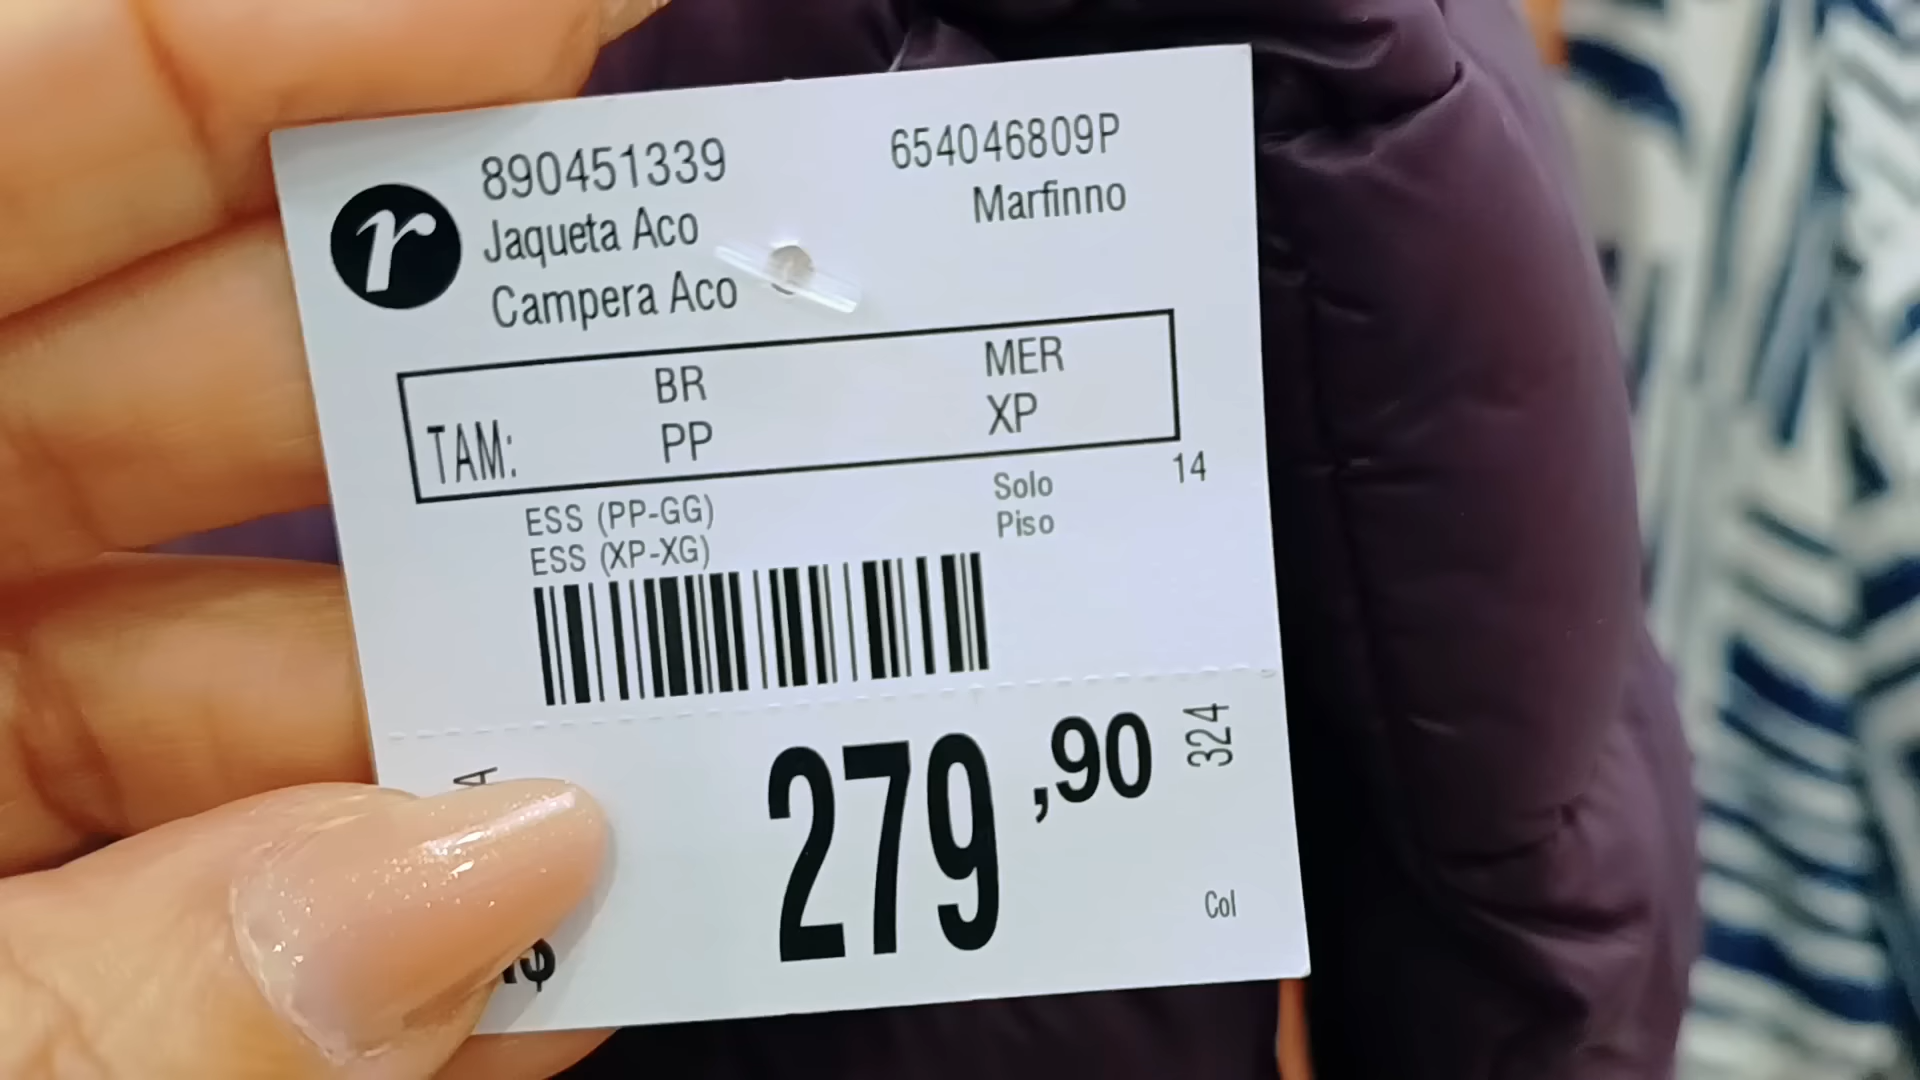 890451339
654046809P
r
Jaqueta Aco
Marfinno
Campera Aco
BR
MER
TAM:
PP
XP
14
ESS (PP-GG)
Solo
ESS (XP-XG)
Piso
279,90
324
A
Col